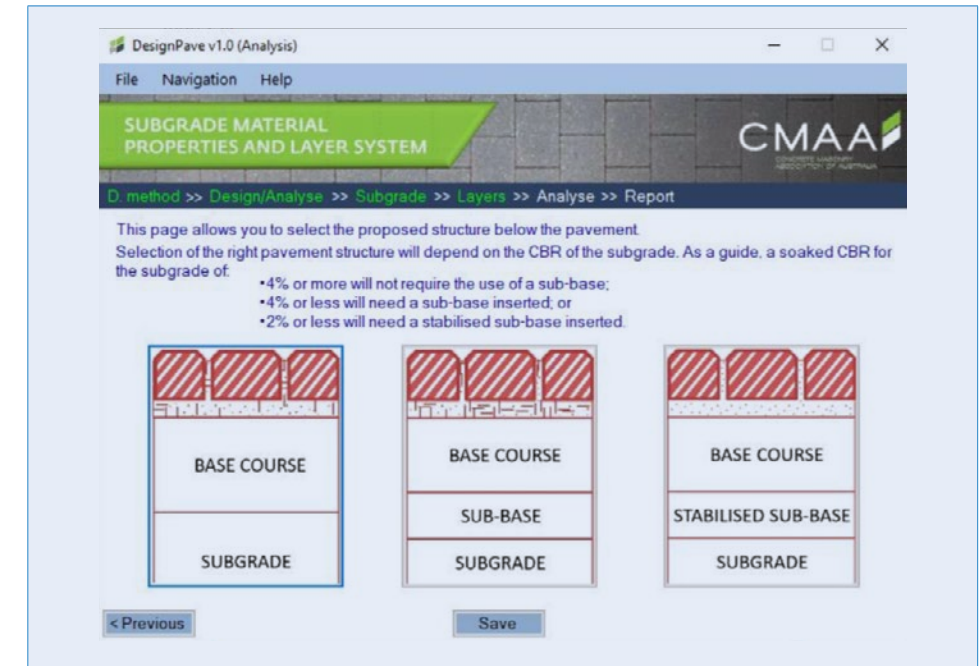 DesignPave v1.0 (Analysis)
File Navigation Help
SUBGRADE MATERIAL
PROPERTIES AND LAYER SYSTEM
CMAA
CONCRETE MASONRY
ASSOCIATION OF AUSTRALIA
D. method >> Design/Analyse >> Subgrade >> Layers >> Analyse >> Report
This page allows you to select the proposed structure below the pavement.
Selection of the right pavement structure will depend on the CBR of the subgrade. As a guide, a soaked CBR for
the subgrade of:
•4% or more will not require the use of a sub-base;
•4% or less will need a sub-base inserted; or
•2% or less will need a stabilised sub-base inserted.
BASE COURSE
SUBGRADE
BASE COURSE
SUB-BASE
SUBGRADE
BASE COURSE
STABILISED SUB-BASE
SUBGRADE
< Previous
Save